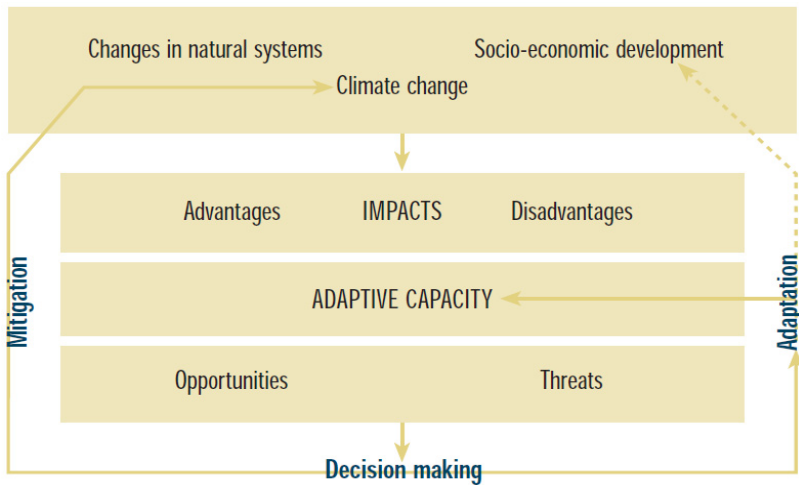 Changes in natural systems
Socio-economic development
Climate change
Advantages
IMPACTS
Disadvantages
Mitigation
ADAPTIVE CAPACITY
Adaptation
Opportunities
Threats
Decision making